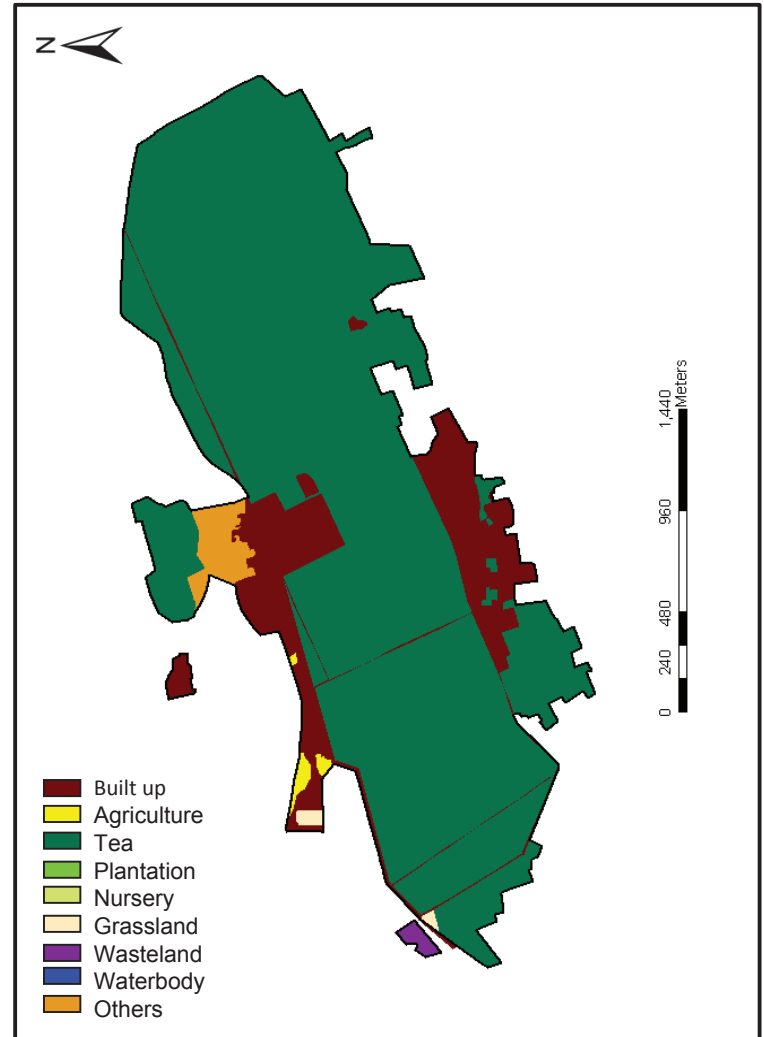 N
1,440
Meters
960
480
240
0
Built up
Agriculture
Tea
Plantation
Nursery
Grassland
Wasteland
Waterbody
Others